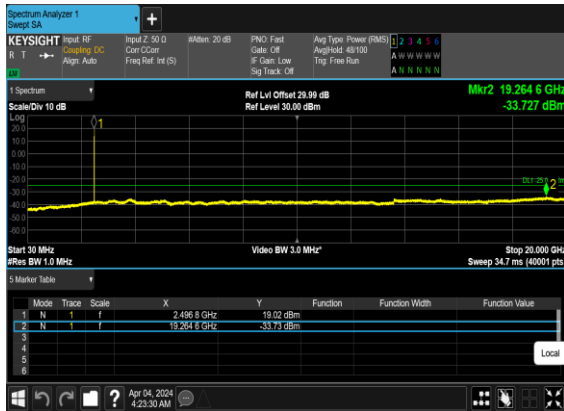 Spectrum Analyzer 1
Swept SA
+
KEYSIGHT
R T
LXI
Input: RF
Coupling: DC
Align: Auto
Input Z: 50 Ω
Corr CCorr
Freq Ref: Int (S)
#Atten: 20 dB
PNO: Fast
Gate: Off
IF Gain: Low
Sig Track: Off
Avg Type: Power (RMS)
Avg|Hold: 48/100
Trig: Free Run
1 2 3 4 5 6
A W W W W W
A N N N N N
1 Spectrum
Scale/Div 10 dB
Ref Lvl Offset 29.99 dB
Ref Level 30.00 dBm
Mkr2 19.264 6 GHz
-33.727 dBm
Log
20.0
10.0
0.00
-10.0
-20.0
-30.0
-40.0
-50.0
-60.0
1
2
Start 30 MHz
#Res BW 1.0 MHz
Video BW 3.0 MHz*
Stop 20.000 GHz
Sweep 34.7 ms (40001 pts)
5 Marker Table
Mode Trace Scale X Y Function Function Width Function Value
1 N 1 f 2.496 8 GHz 19.02 dBm
2 N 1 f 19.264 6 GHz -33.73 dBm
3
4
5
6
Local
?
Apr 04, 2024
4:23:30 AM